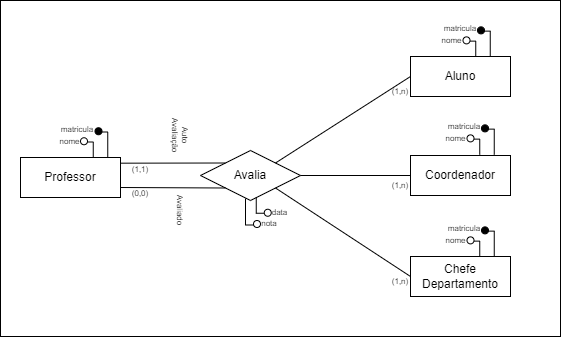 matricula
nome
Aluno
(1,n)
matricula
nome
Professor
(1,1)
(0,0)
Auto
Avaliação
Avaliado
Avalia
data
nota
matricula
nome
Coordenador
(1,n)
matricula
nome
Chefe
Departamento
(1,n)